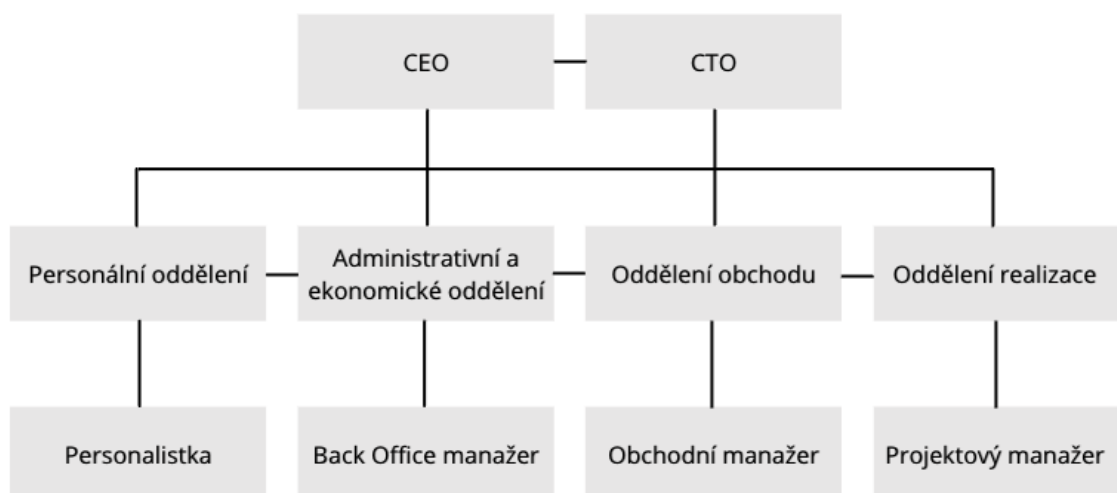 CEO
CTO
Personální oddělení
Administrativní a
ekonomické oddělení
Oddělení obchodu
Oddělení realizace
Personalistka
Back Office manažer
Obchodní manažer
Projektový manažer